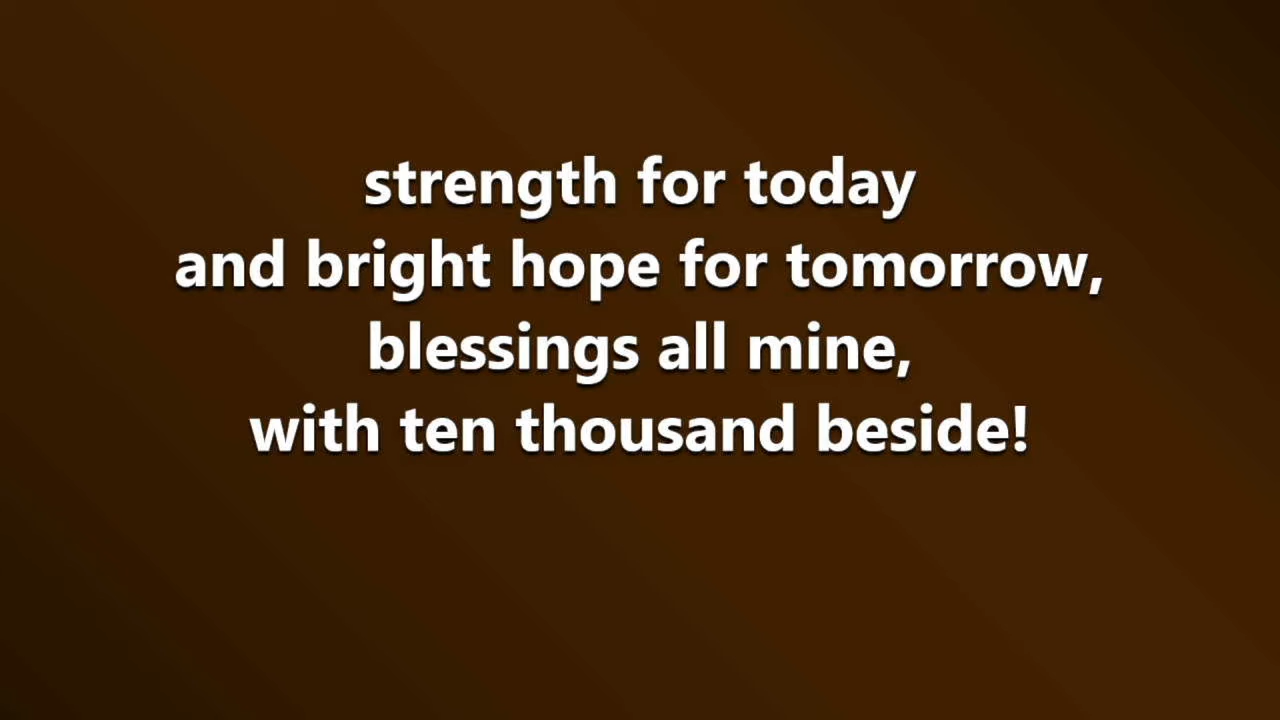 strength for today
and bright hope for tomorrow,
blessings all mine,
with ten thousand beside!